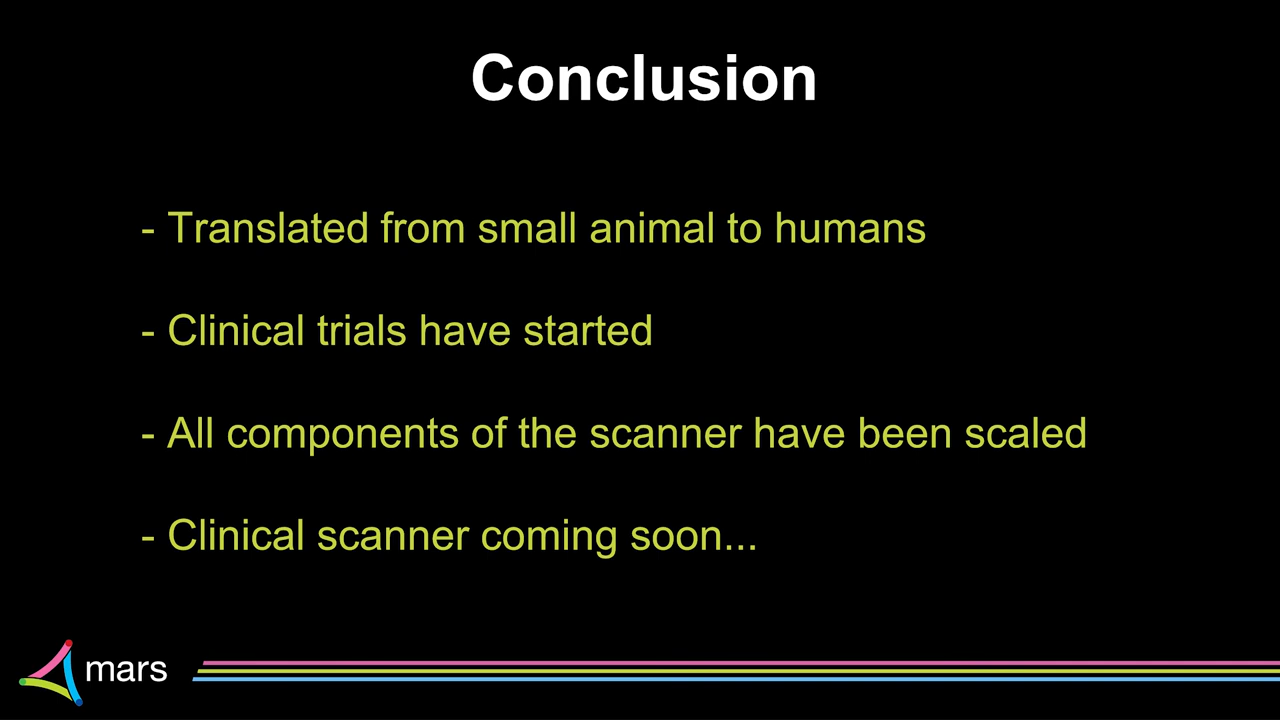 Conclusion
- Translated from small animal to humans
- Clinical trials have started
- All components of the scanner have been scaled
- Clinical scanner coming soon...
mars